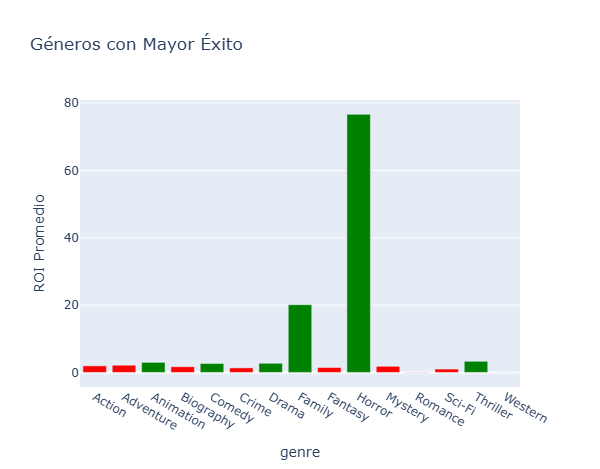 Géneros con Mayor Éxito
80
60
40
20
0
ROI Promedio
Action
Adventure
Animation
Biography
Comedy
Crime
Drama
Family
Fantasy
Horror
Mystery
Romance
Sci-Fi
Thriller
Western
genre